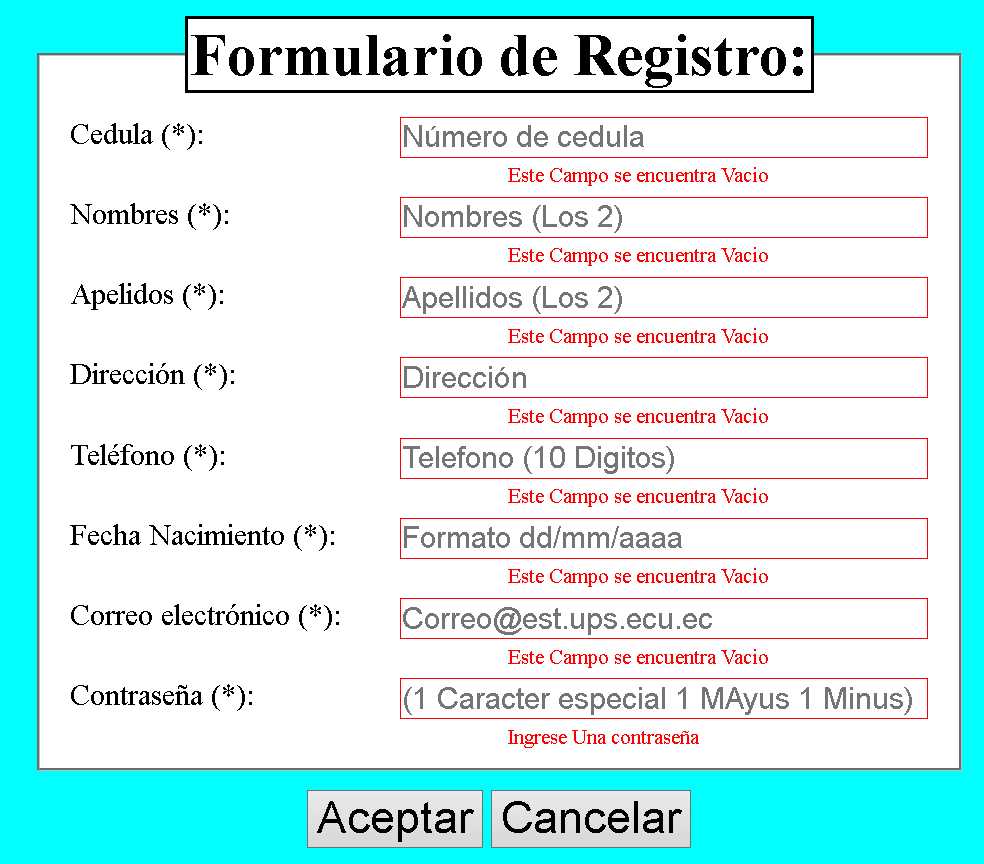 Formulario de Registro:
Cedula (*): Número de cedula
Este Campo se encuentra Vacio
Nombres (*): Nombres (Los 2)
Este Campo se encuentra Vacio
Apelidos (*): Apellidos (Los 2)
Este Campo se encuentra Vacio
Dirección (*): Dirección
Este Campo se encuentra Vacio
Teléfono (*): Telefono (10 Digitos)
Este Campo se encuentra Vacio
Fecha Nacimiento (*): Formato dd/mm/aaaa
Este Campo se encuentra Vacio
Correo electrónico (*): Correo@est.ups.ecu.ec
Este Campo se encuentra Vacio
Contraseña (*): (1 Caracter especial 1 MAyus 1 Minus)
Ingrese Una contraseña
Aceptar Cancelar